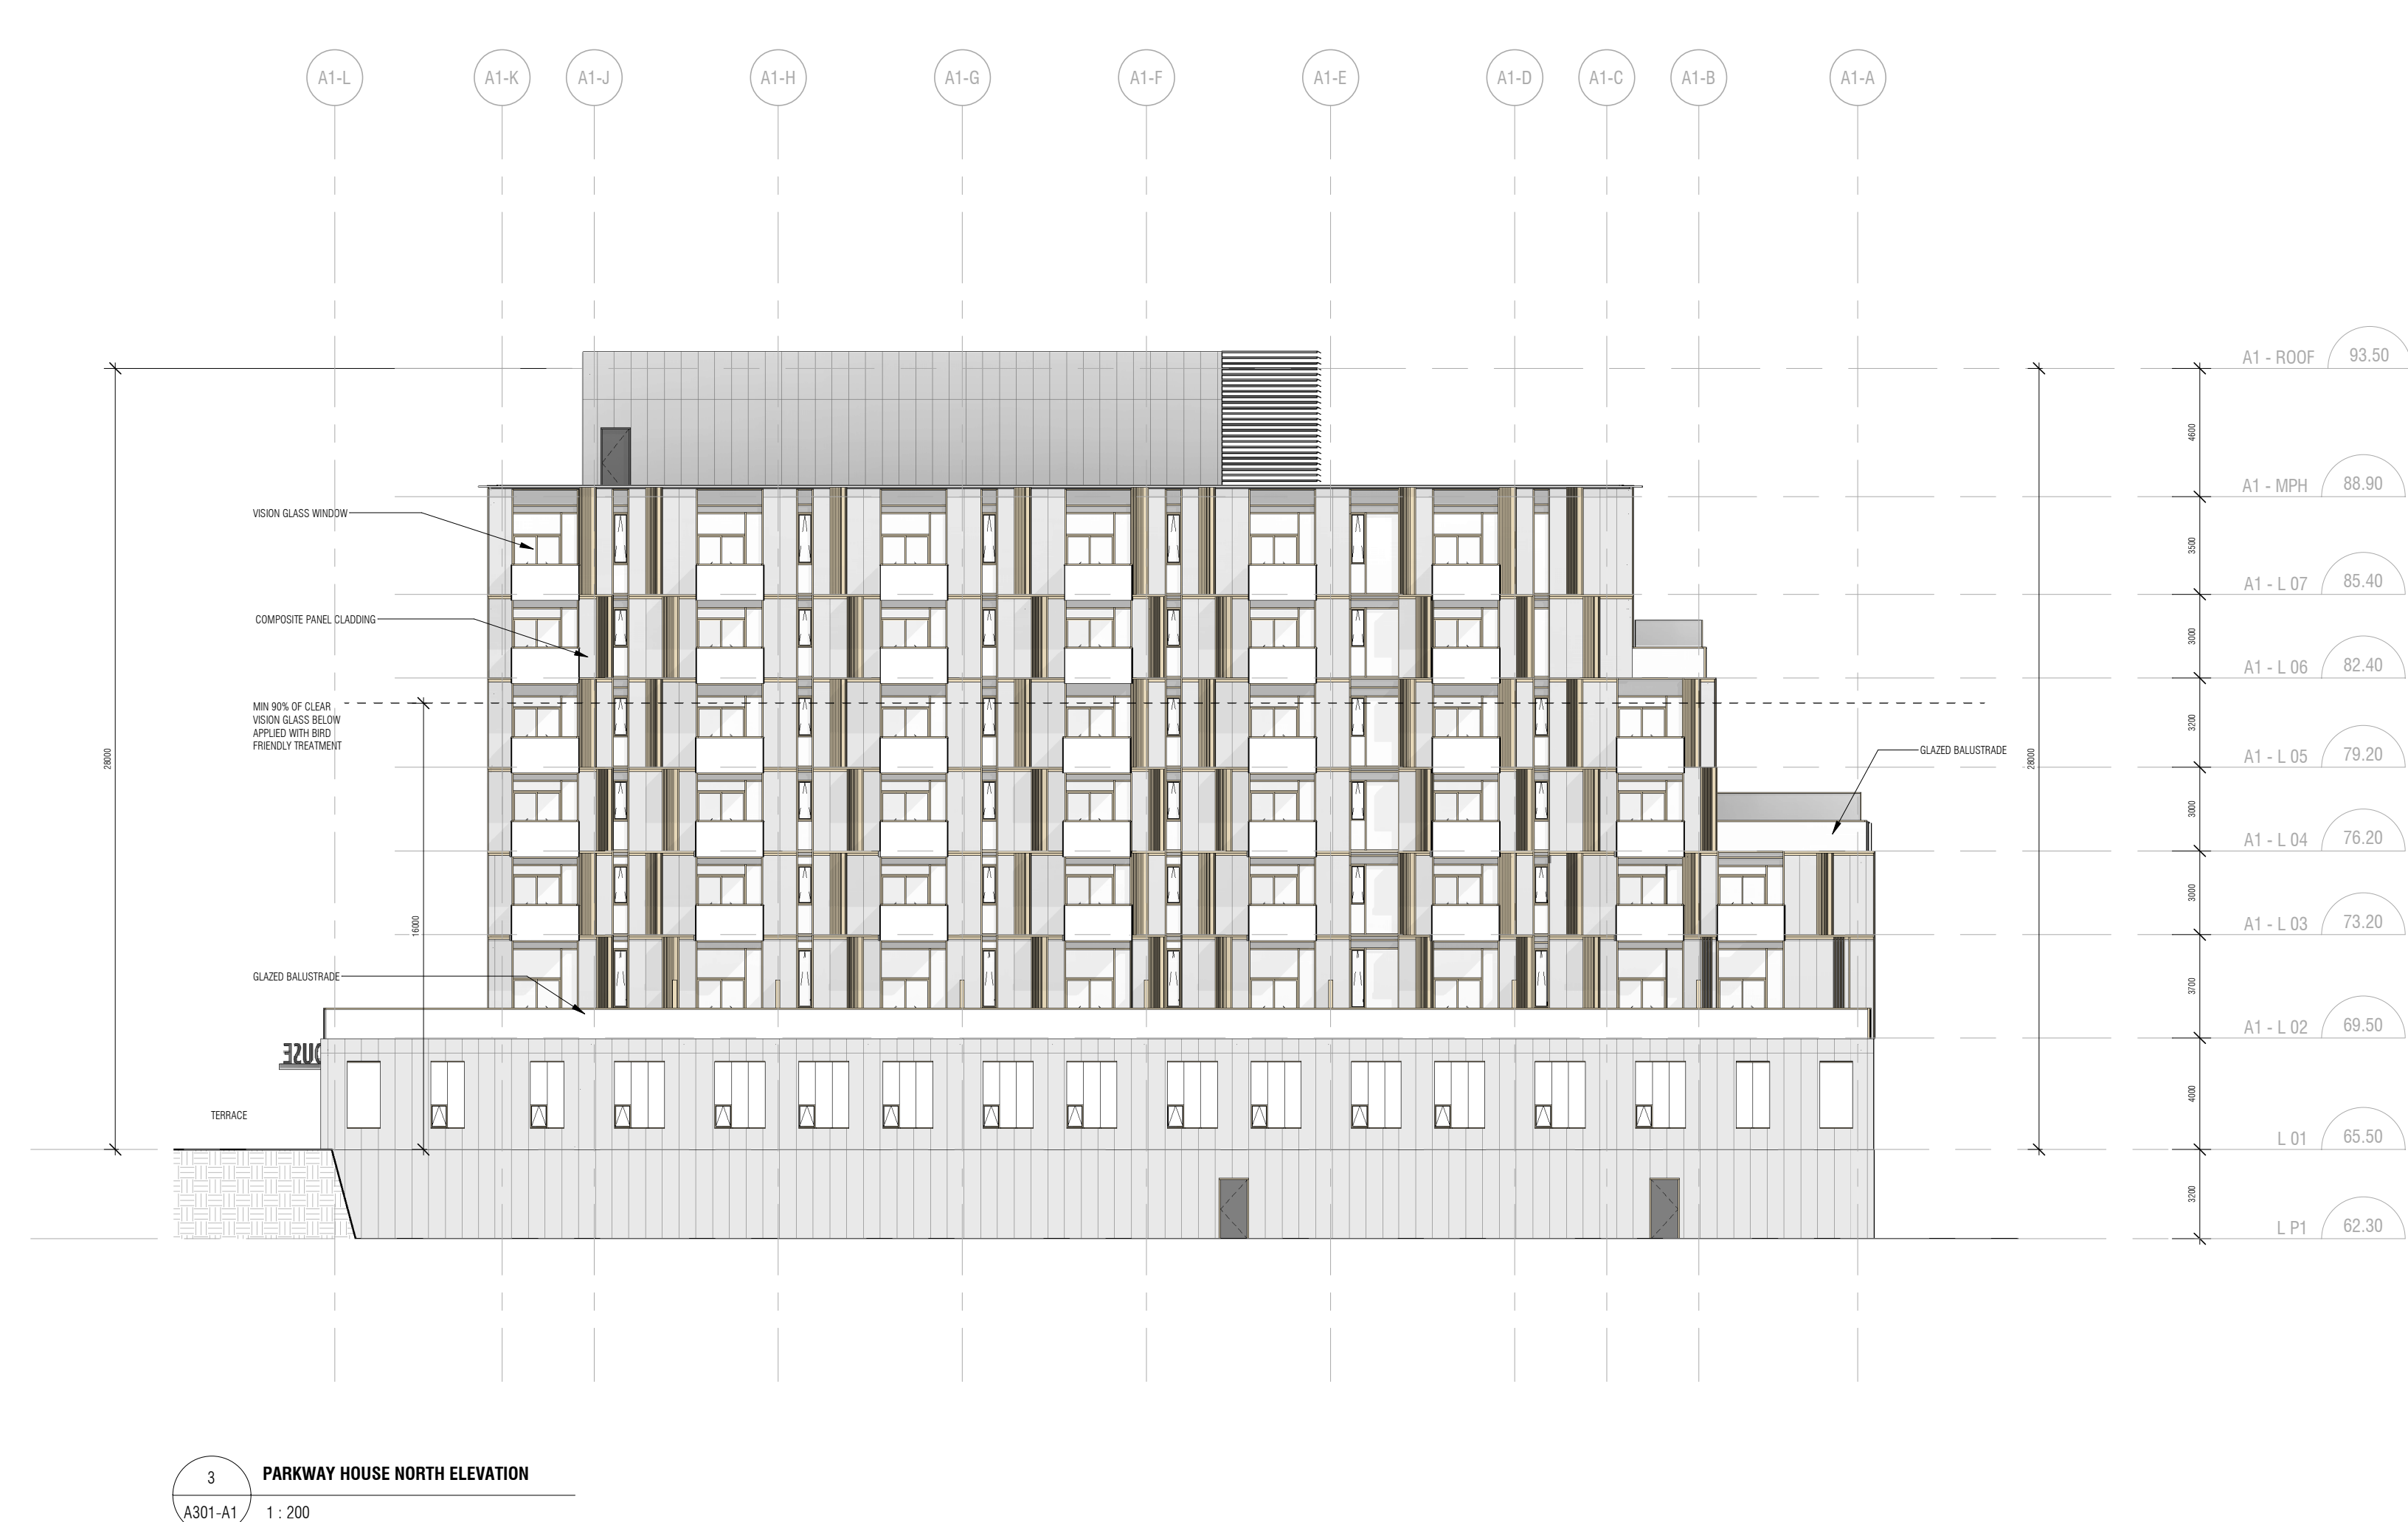 A1-L A1-K A1-J A1-H A1-G A1-F A1-E A1-D A1-C A1-B A1-A
A1 - ROOF 93.50
4600
A1 - MPH 88.90
VISION GLASS WINDOW
3500
A1 - L 07 85.40
COMPOSITE PANEL CLADDING
3000
A1 - L 06 82.40
MIN 90% OF CLEAR
VISION GLASS BELOW
APPLIED WITH BIRD
FRIENDLY TREATMENT
3200
28000
28000
GLAZED BALUSTRADE
A1 - L 05 79.20
3000
A1 - L 04 76.20
3000
16000
A1 - L 03 73.20
GLAZED BALUSTRADE
3700
A1 - L 02 69.50
OUSE
4000
TERRACE
L 01 65.50
3200
L P1 62.30
3
PARKWAY HOUSE NORTH ELEVATION
A301-A1
1 : 200